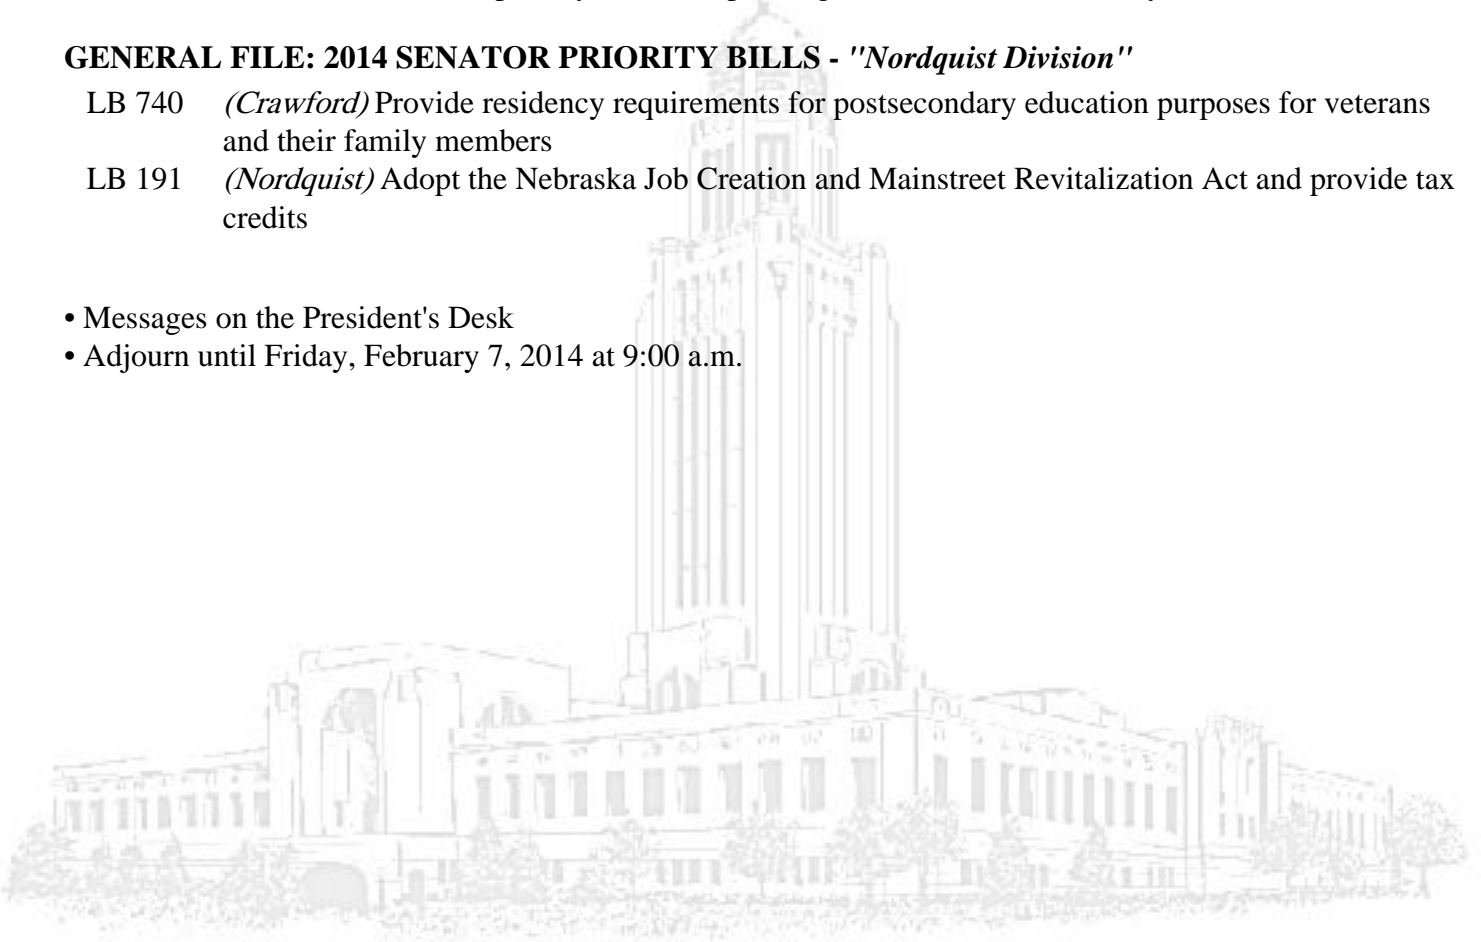 GENERAL FILE: 2014 SENATOR PRIORITY BILLS - "Nordquist Division"
LB 740 (Crawford) Provide residency requirements for postsecondary education purposes for veterans
and their family members
LB 191 (Nordquist) Adopt the Nebraska Job Creation and Mainstreet Revitalization Act and provide tax
credits
• Messages on the President's Desk
• Adjourn until Friday, February 7, 2014 at 9:00 a.m.